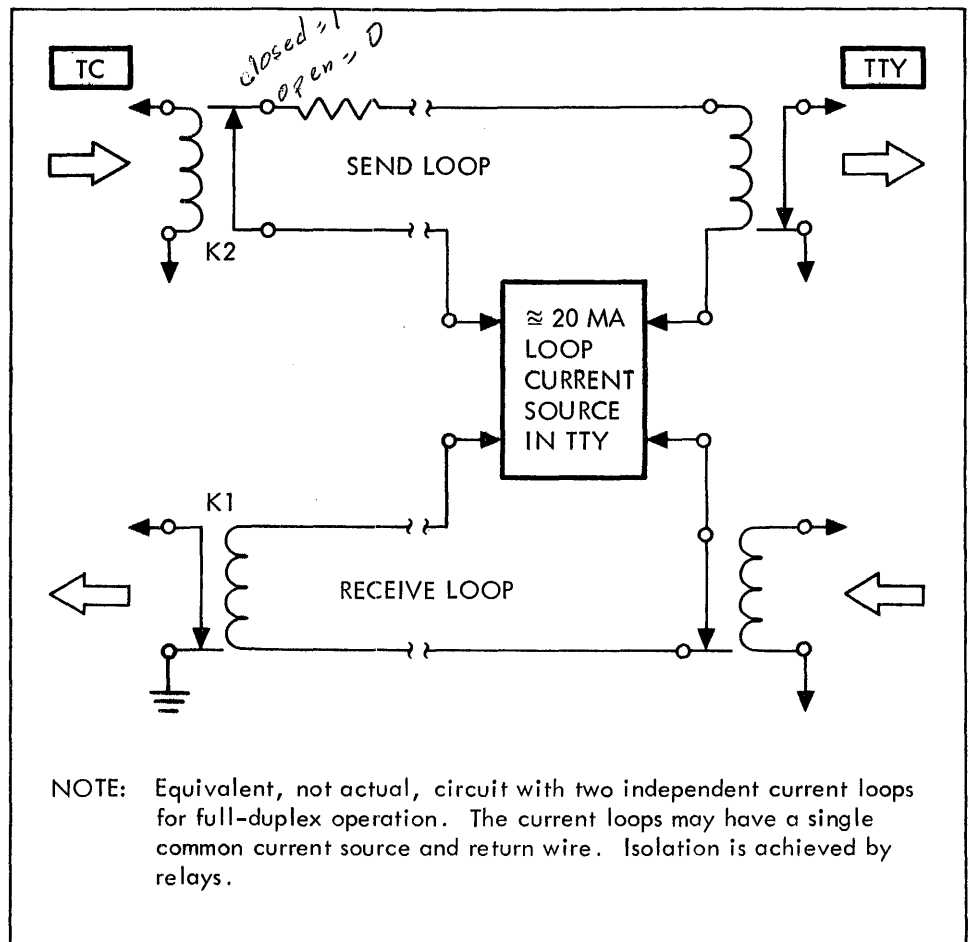 closed = 1
open = 0
TC
TTY
SEND LOOP
K2
≅ 20 MA
LOOP
CURRENT
SOURCE
IN TTY
K1
RECEIVE LOOP
NOTE: Equivalent, not actual, circuit with two independent current loops
for full-duplex operation. The current loops may have a single
common current source and return wire. Isolation is achieved by
relays.